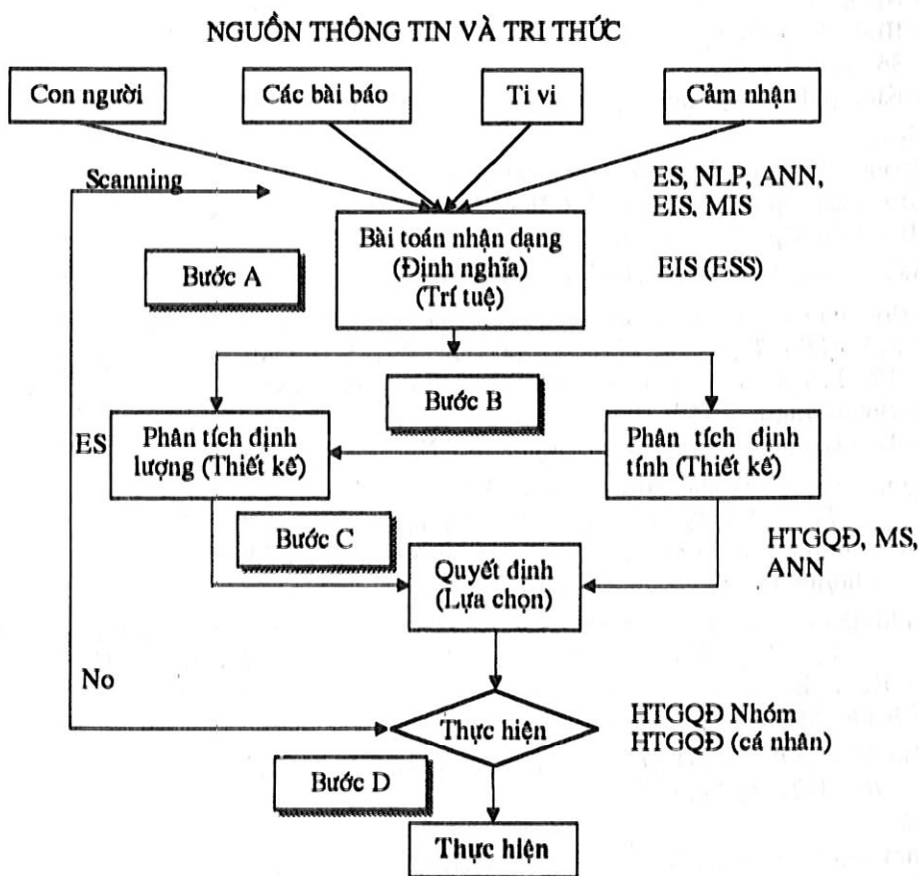 NGUỒN THÔNG TIN VÀ TRI THỨC
Con người
Các bài báo
Ti vi
Cảm nhận
Scanning
ES, NLP, ANN,
EIS, MIS
Bài toán nhận dạng
(Định nghĩa)
(Trí tuệ)
EIS (ESS)
Bước A
Bước B
ES
Phân tích định
lượng (Thiết kế)
Phân tích định
tính (Thiết kế)
Bước C
HTGQĐ, MS,
ANN
Quyết định
(Lựa chọn)
No
Thực hiện
HTGQĐ Nhóm
HTGQĐ (cá nhân)
Bước D
Thực hiện